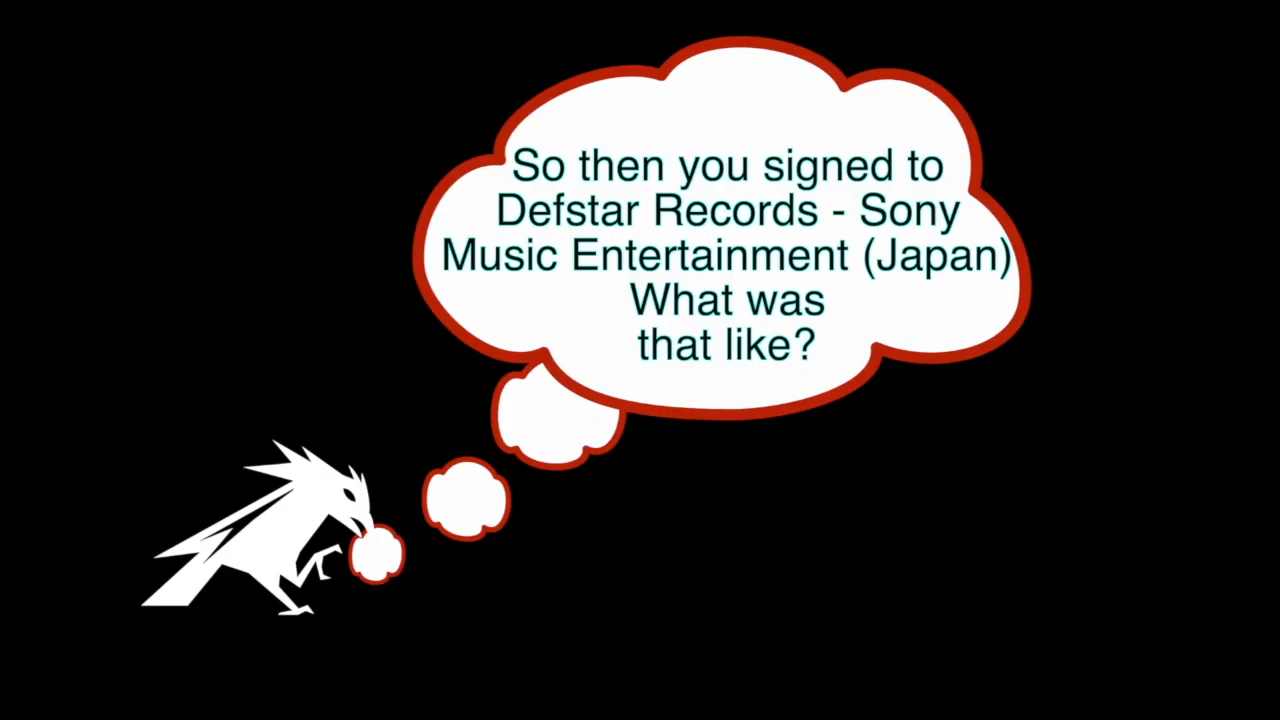 So then you signed to
Defstar Records - Sony
Music Entertainment (Japan)
What was
that like?